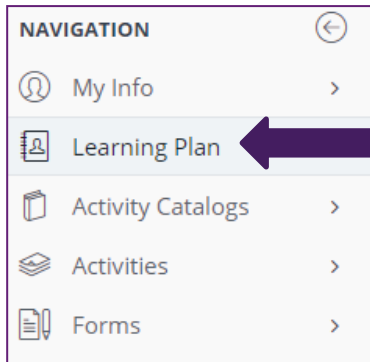 NAVIGATION
My Info
Learning Plan
Activity Catalogs
Activities
Forms